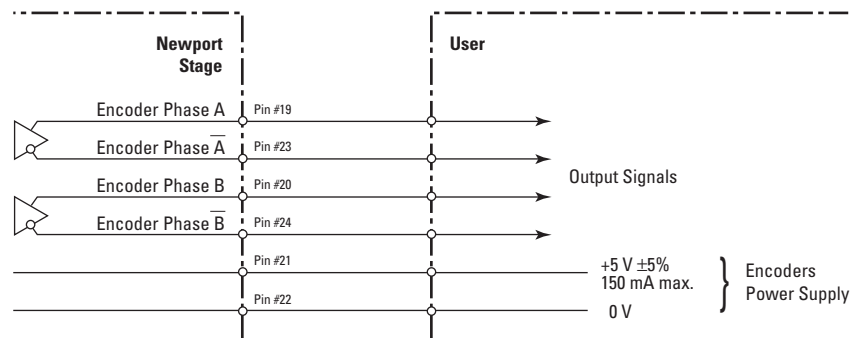 Newport
Stage
User
Encoder Phase A Pin #19
Encoder Phase A̅ Pin #23
Encoder Phase B Pin #20
Encoder Phase B̅ Pin #24
Output Signals
Pin #21
+5 V ±5%
150 mA max.
Pin #22
0 V
Encoders
Power Supply